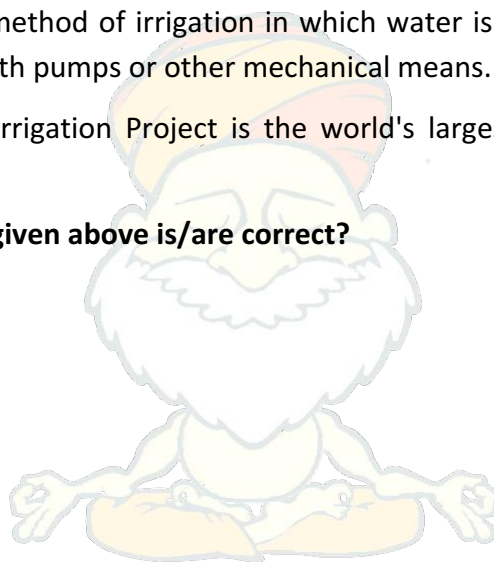 method of irrigation in which water is
th pumps or other mechanical means.
rrigation Project is the world's large
given above is/are correct?